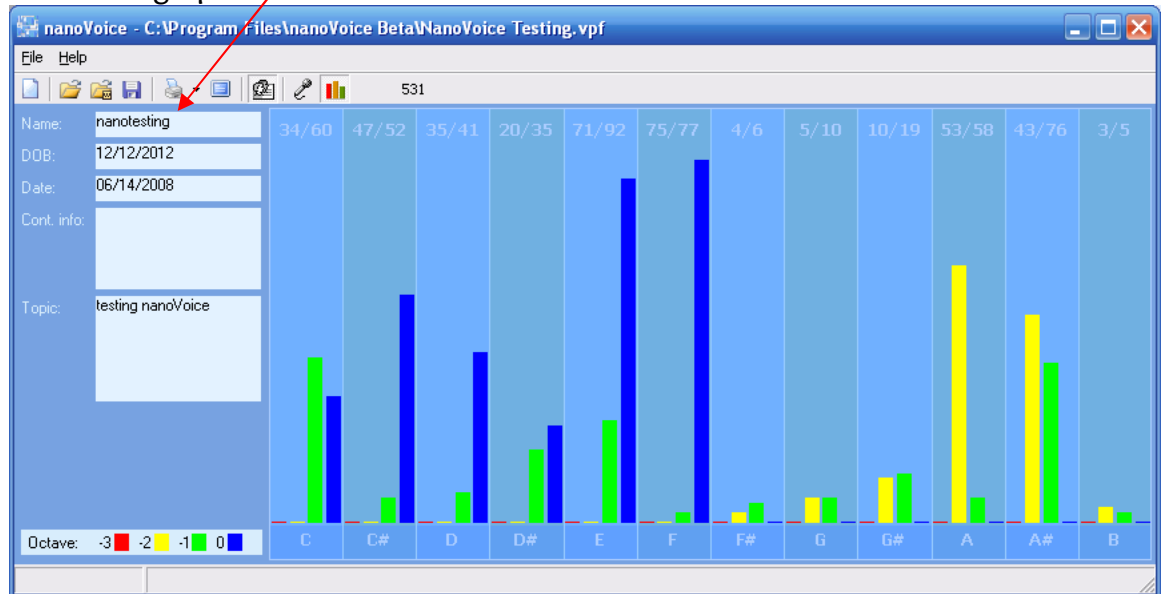 nanoVoice - C:\Program Files\nanoVoice Beta\NanoVoice Testing.vpf
File Help
531
Name: nanotesting
DOB: 12/12/2012
Date: 06/14/2008
Cont. info:
Topic: testing nanoVoice
34/60 47/52 35/41 20/35 71/92 75/77 4/6 5/10 10/19 53/58 43/76 3/5
C C# D D# E F F# G G# A A# B
Octave: -3 -2 -1 0